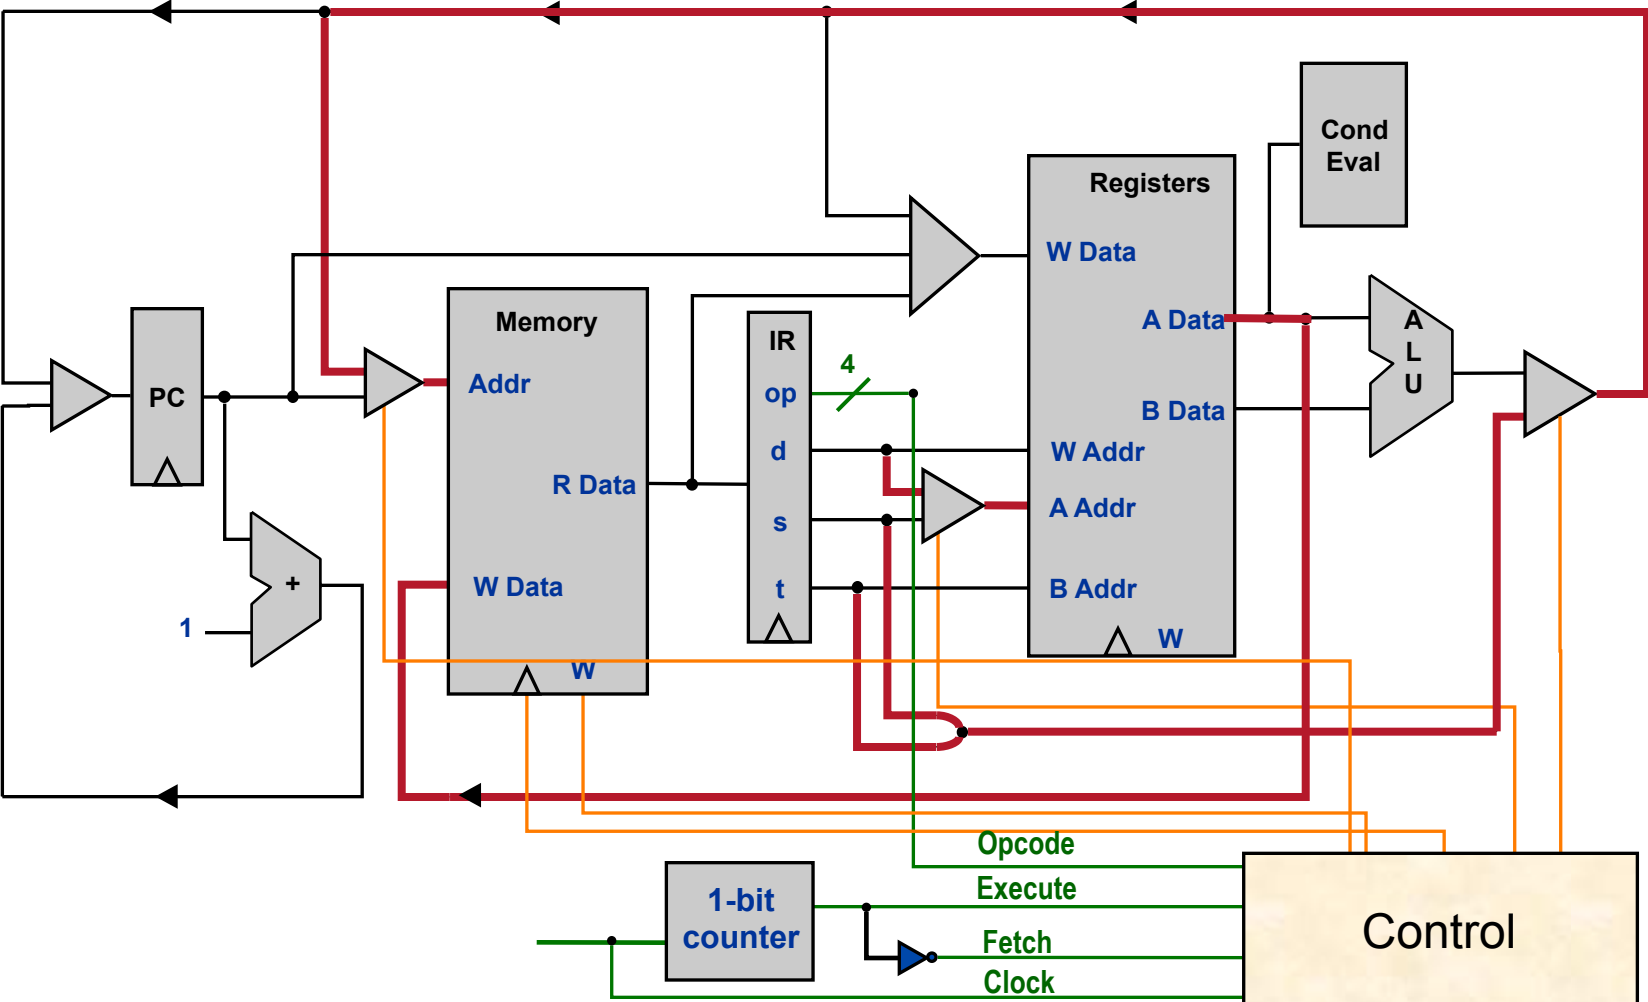 Cond
Eval
Registers
W Data
Memory
A Data
A
L
U
IR
4
Addr
op
PC
B Data
d
W Addr
R Data
A Addr
s
+
W Data
t
B Addr
1
W
W
Opcode
1-bit
counter
Execute
Control
Fetch
Clock